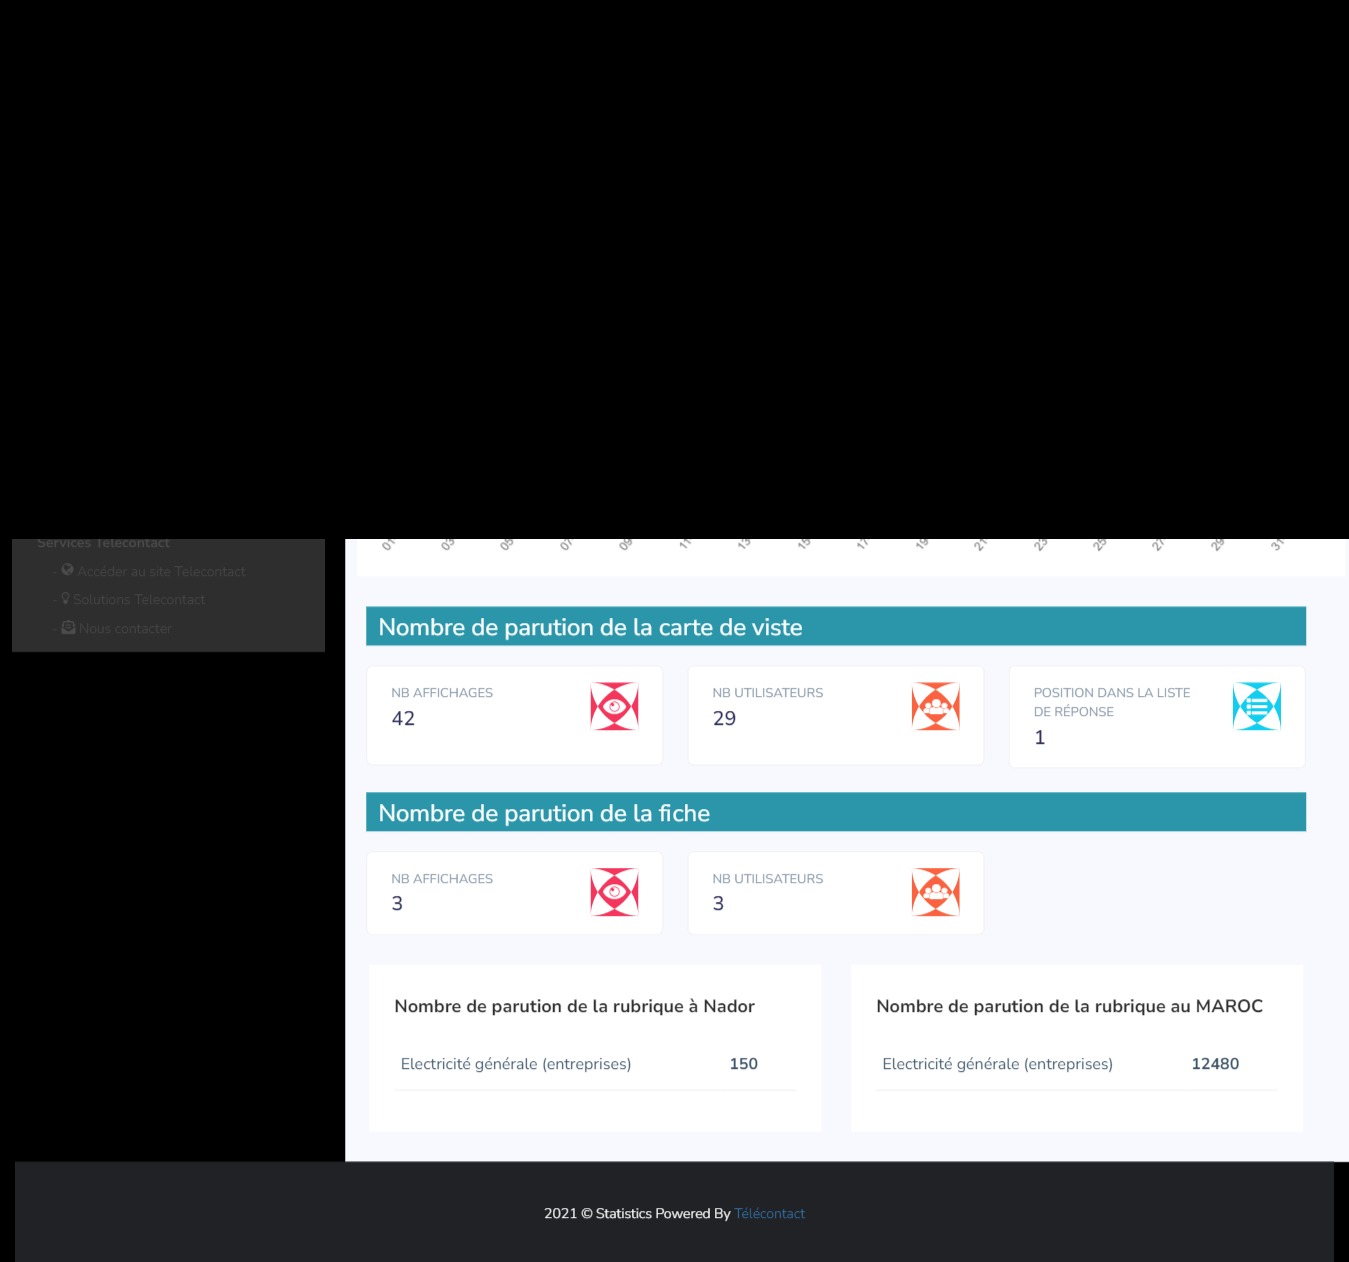 Services Telecontact
- Accéder au site Telecontact
- Solutions Telecontact
- Nous contacter
01 03 05 07 09 11 13 15 17 19 21 23 25 27 29 31
Nombre de parution de la carte de viste
NB AFFICHAGES
42
NB UTILISATEURS
29
POSITION DANS LA LISTE
DE RÉPONSE
1
Nombre de parution de la fiche
NB AFFICHAGES
3
NB UTILISATEURS
3
Nombre de parution de la rubrique à Nador
Electricité générale (entreprises) 150
Nombre de parution de la rubrique au MAROC
Electricité générale (entreprises) 12480
2021 © Statistics Powered By Télécontact